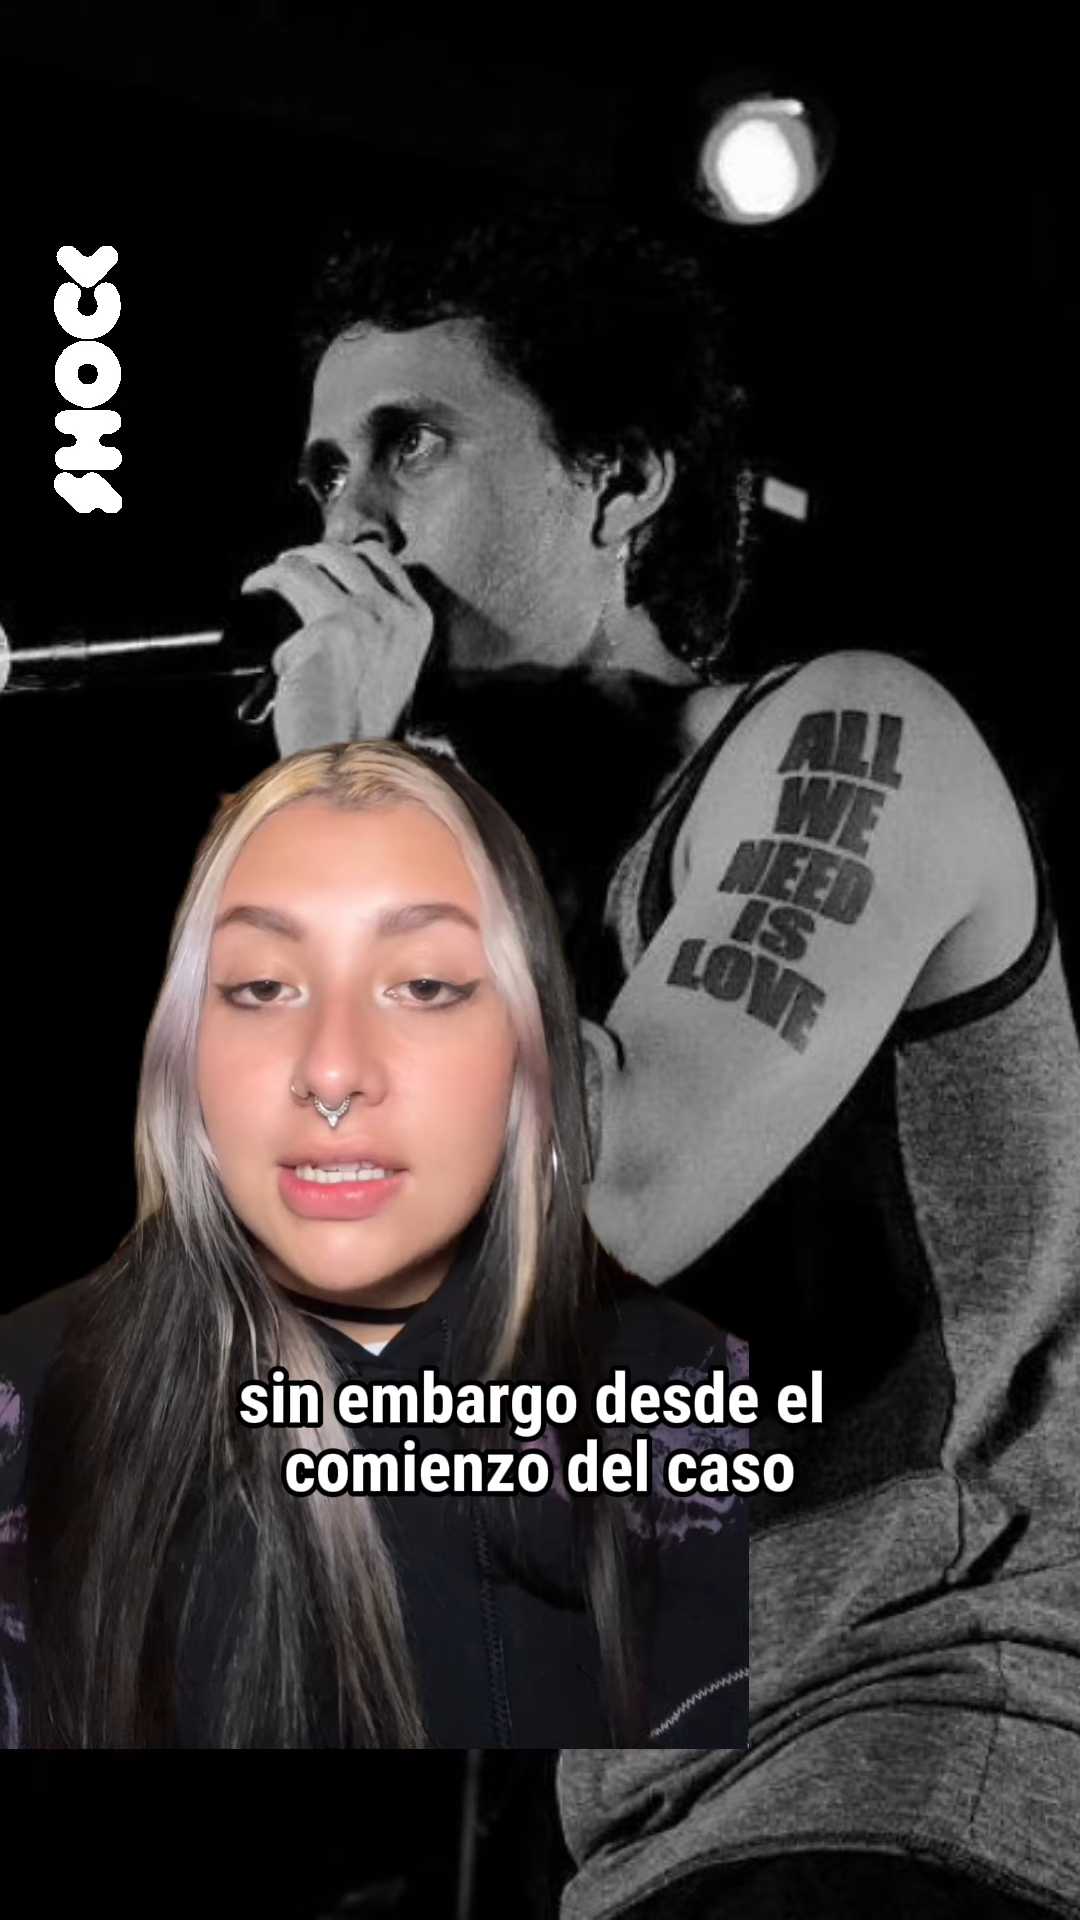 SHOCK
ALL
WE
NEED
IS
LOVE
sin embargo desde el
comienzo del caso